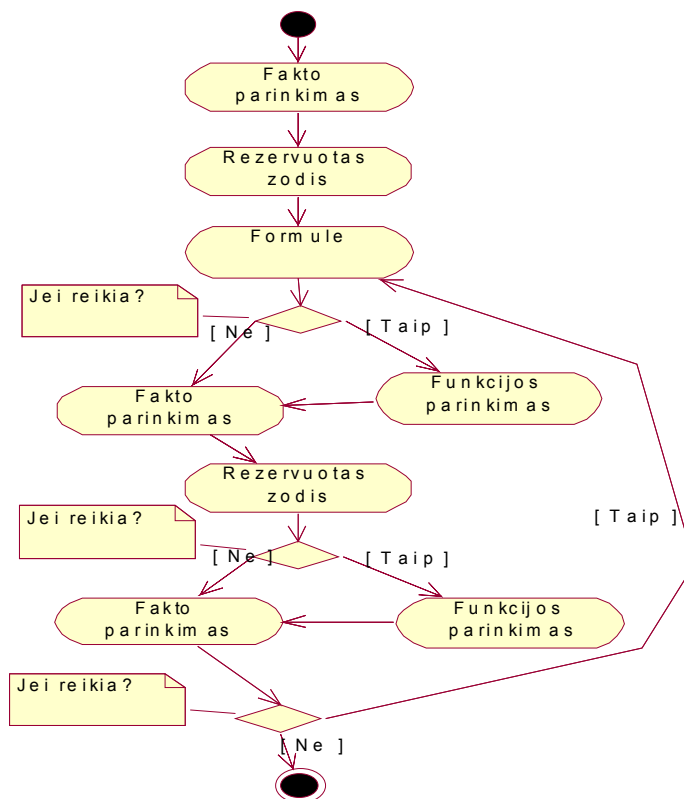 Fakto
parinkimas
Rezervuotas
zodis
Formule
Jei reikia?
[ Ne ]
[ Taip ]
Fakto
parinkimas
Funkcijos
parinkimas
Rezervuotas
zodis
Jei reikia?
[ Taip ]
[ Ne ]
[ Taip ]
Fakto
parinkimas
Funkcijos
parinkimas
Jei reikia?
[ Ne ]